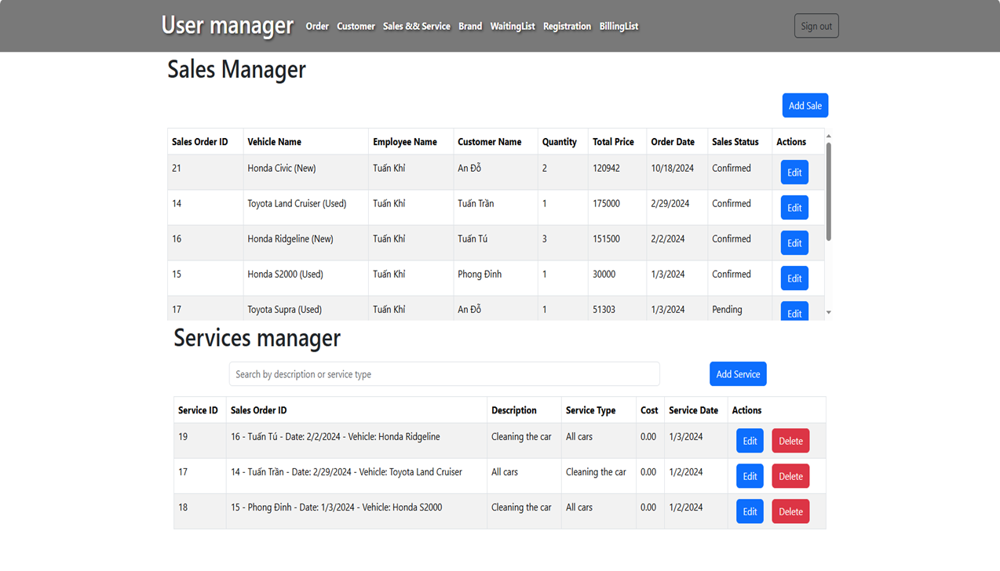 User manager Order Customer Sales && Service Brand WaitingList Registration BillingList Sign out
Sales Manager
Add Sale
Sales Order ID Vehicle Name Employee Name Customer Name Quantity Total Price Order Date Sales Status Actions
21 Honda Civic (New) Tuấn Khỉ An Đỗ 2 120942 10/18/2024 Confirmed Edit
14 Toyota Land Cruiser (Used) Tuấn Khỉ Tuấn Trần 1 175000 2/29/2024 Confirmed Edit
16 Honda Ridgeline (New) Tuấn Khỉ Tuấn Tú 3 151500 2/2/2024 Confirmed Edit
15 Honda S2000 (Used) Tuấn Khỉ Phong Đinh 1 30000 1/3/2024 Confirmed Edit
17 Toyota Supra (Used) Tuấn Khỉ An Đỗ 1 51303 1/3/2024 Pending Edit
Services manager
Search by description or service type Add Service
Service ID Sales Order ID Description Service Type Cost Service Date Actions
19 16 - Tuấn Tú - Date: 2/2/2024 - Vehicle: Honda Ridgeline Cleaning the car All cars 0.00 1/3/2024 Edit Delete
17 14 - Tuấn Trần - Date: 2/29/2024 - Vehicle: Toyota Land Cruiser All cars Cleaning the car 0.00 1/2/2024 Edit Delete
18 15 - Phong Đinh - Date: 1/3/2024 - Vehicle: Honda S2000 Cleaning the car All cars 0.00 1/2/2024 Edit Delete